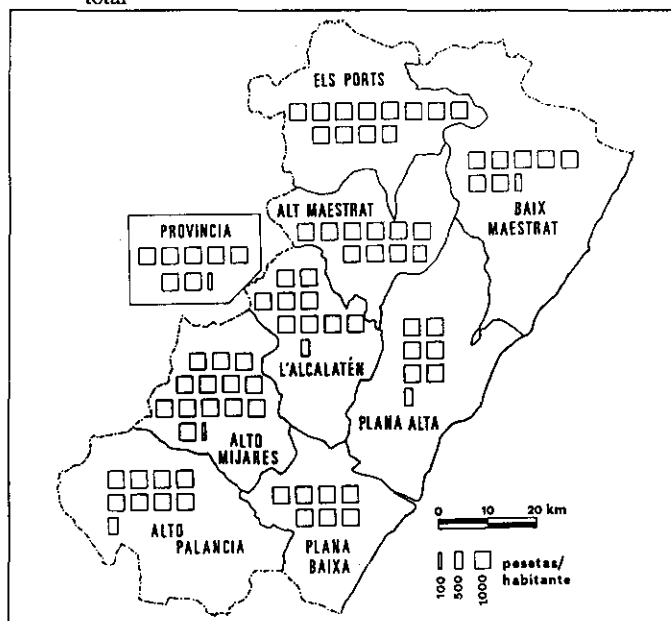 total
ELS PORTS
ALT MAESTRAT
BAIX
MAESTRAT
PROVINCIA
L'ALCALATÉN
PLANA ALTA
ALTO
MIJARES
ALTO
PALANCIA
PLANA
BAIXA
0 10 20 km
100 500 1000 pesetas/
habitante